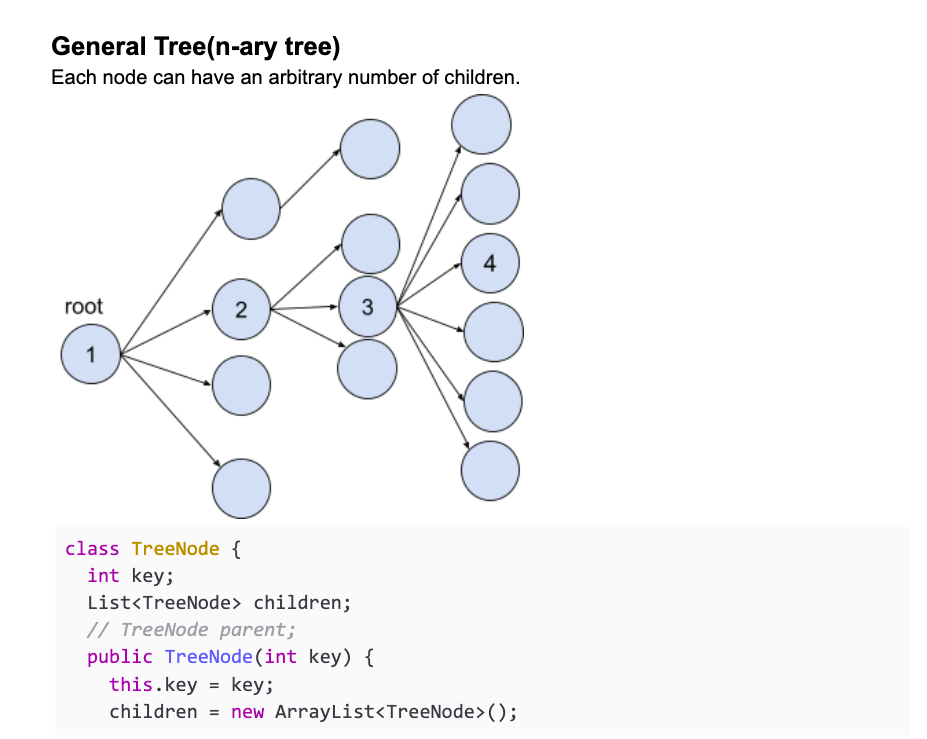 General Tree(n-ary tree)
Each node can have an arbitrary number of children.
root
1
2
3
4
class TreeNode {
  int key;
  List<TreeNode> children;
  // TreeNode parent;
  public TreeNode(int key) {
    this.key = key;
    children = new ArrayList<TreeNode>();